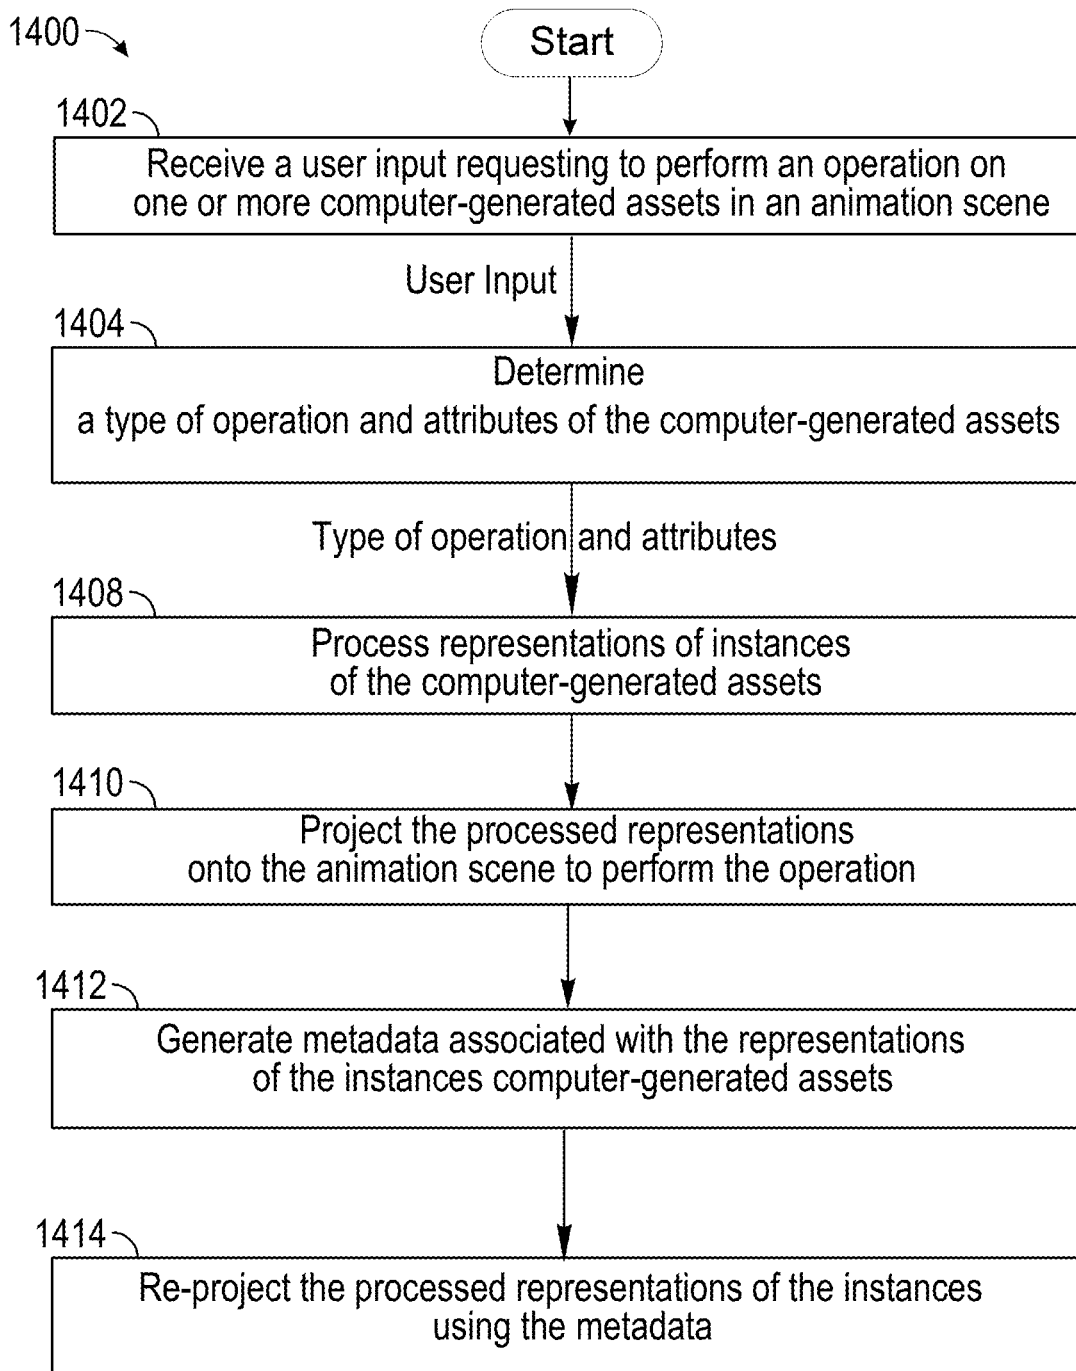 1400
Start
1402
Receive a user input requesting to perform an operation on
one or more computer-generated assets in an animation scene
User Input
1404
Determine
a type of operation and attributes of the computer-generated assets
Type of operation and attributes
1408
Process representations of instances
of the computer-generated assets
1410
Project the processed representations
onto the animation scene to perform the operation
1412
Generate metadata associated with the representations
of the instances computer-generated assets
1414
Re-project the processed representations of the instances
using the metadata